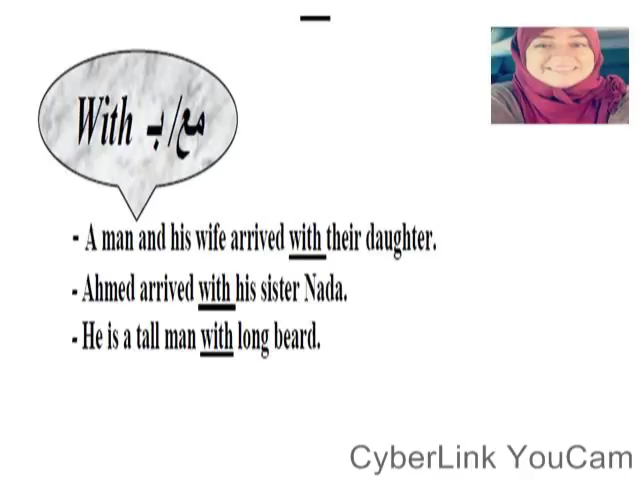 With مع/بـ
- A man and his wife arrived with their daughter.
- Ahmed arrived with his sister Nada.
- He is a tall man with long beard.
CyberLink YouCam